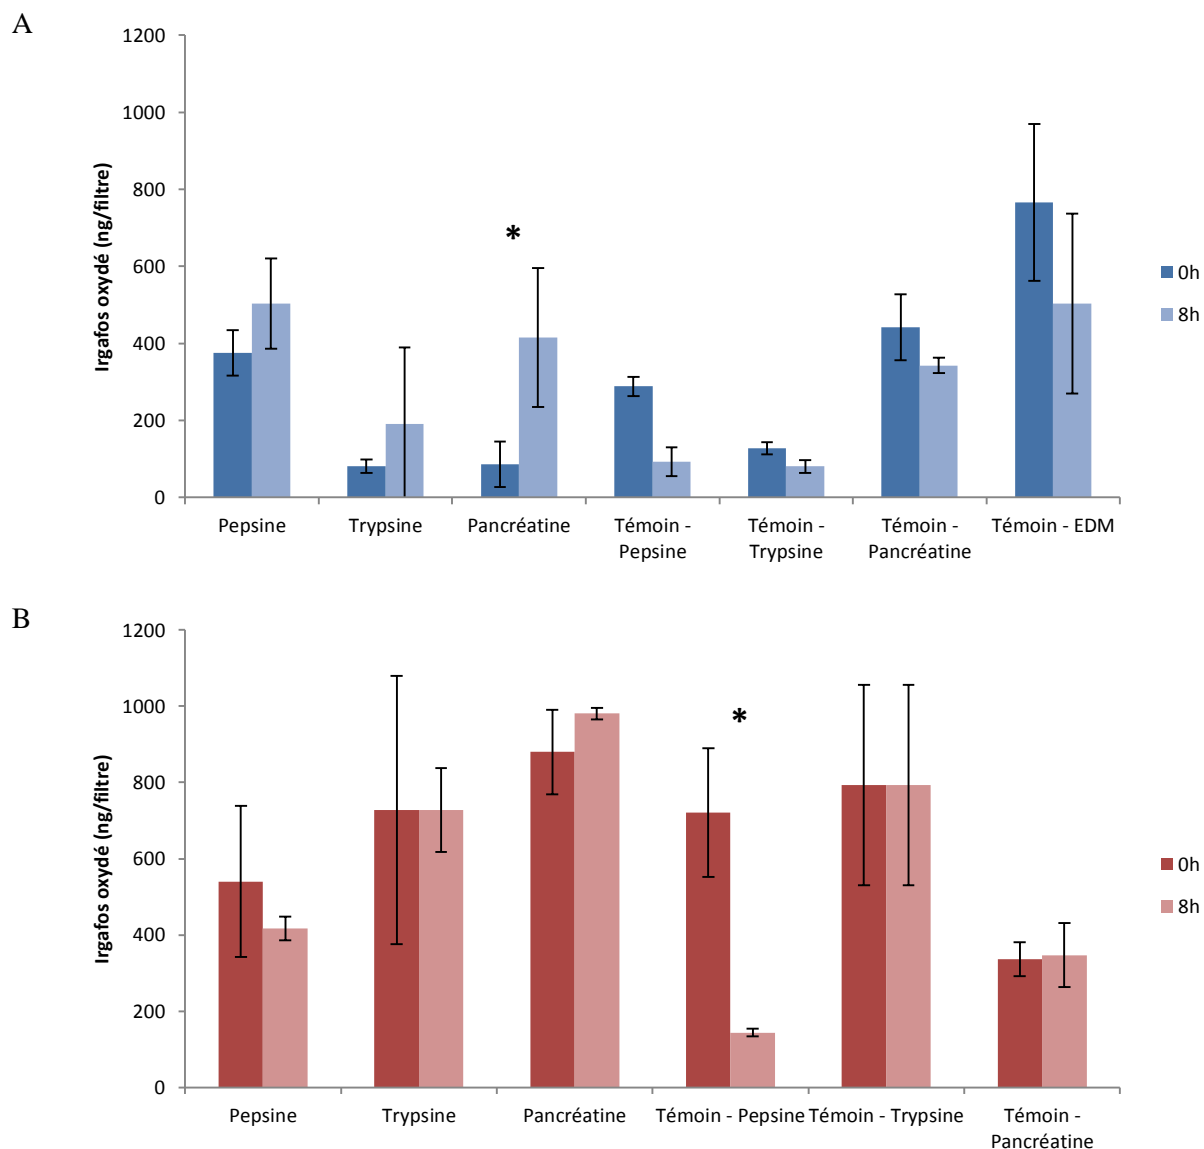 A
1200
1000
800
600
400
200
0
Irgafos oxydé (ng/filtre)
*
0h
8h
Pepsine
Trypsine
Pancréatine
Témoin -
Pepsine
Témoin -
Trypsine
Témoin -
Pancréatine
Témoin - EDM
B
1200
1000
800
600
400
200
0
Irgafos oxydé (ng/filtre)
*
0h
8h
Pepsine
Trypsine
Pancréatine
Témoin - Pepsine
Témoin - Trypsine
Témoin -
Pancréatine